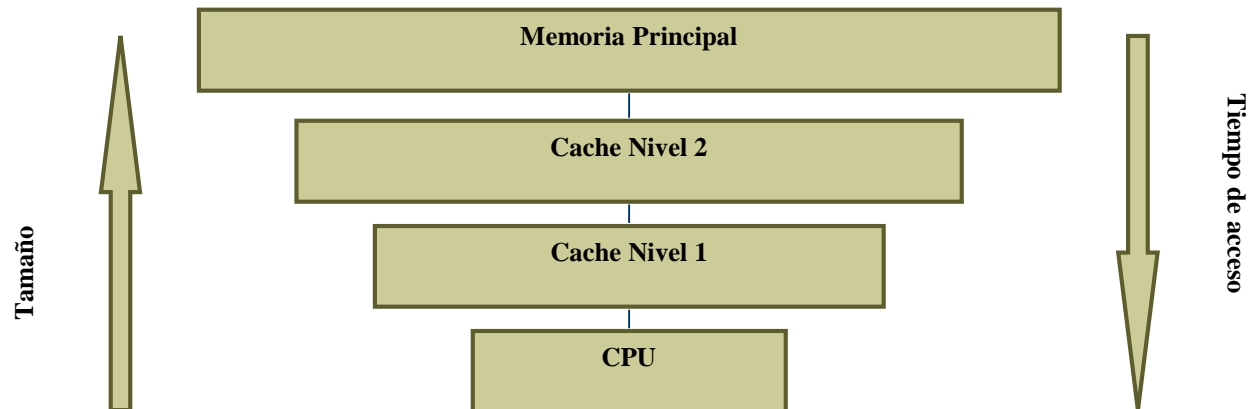 Memoria Principal
Cache Nivel 2
Cache Nivel 1
CPU
Tamaño
Tiempo de acceso